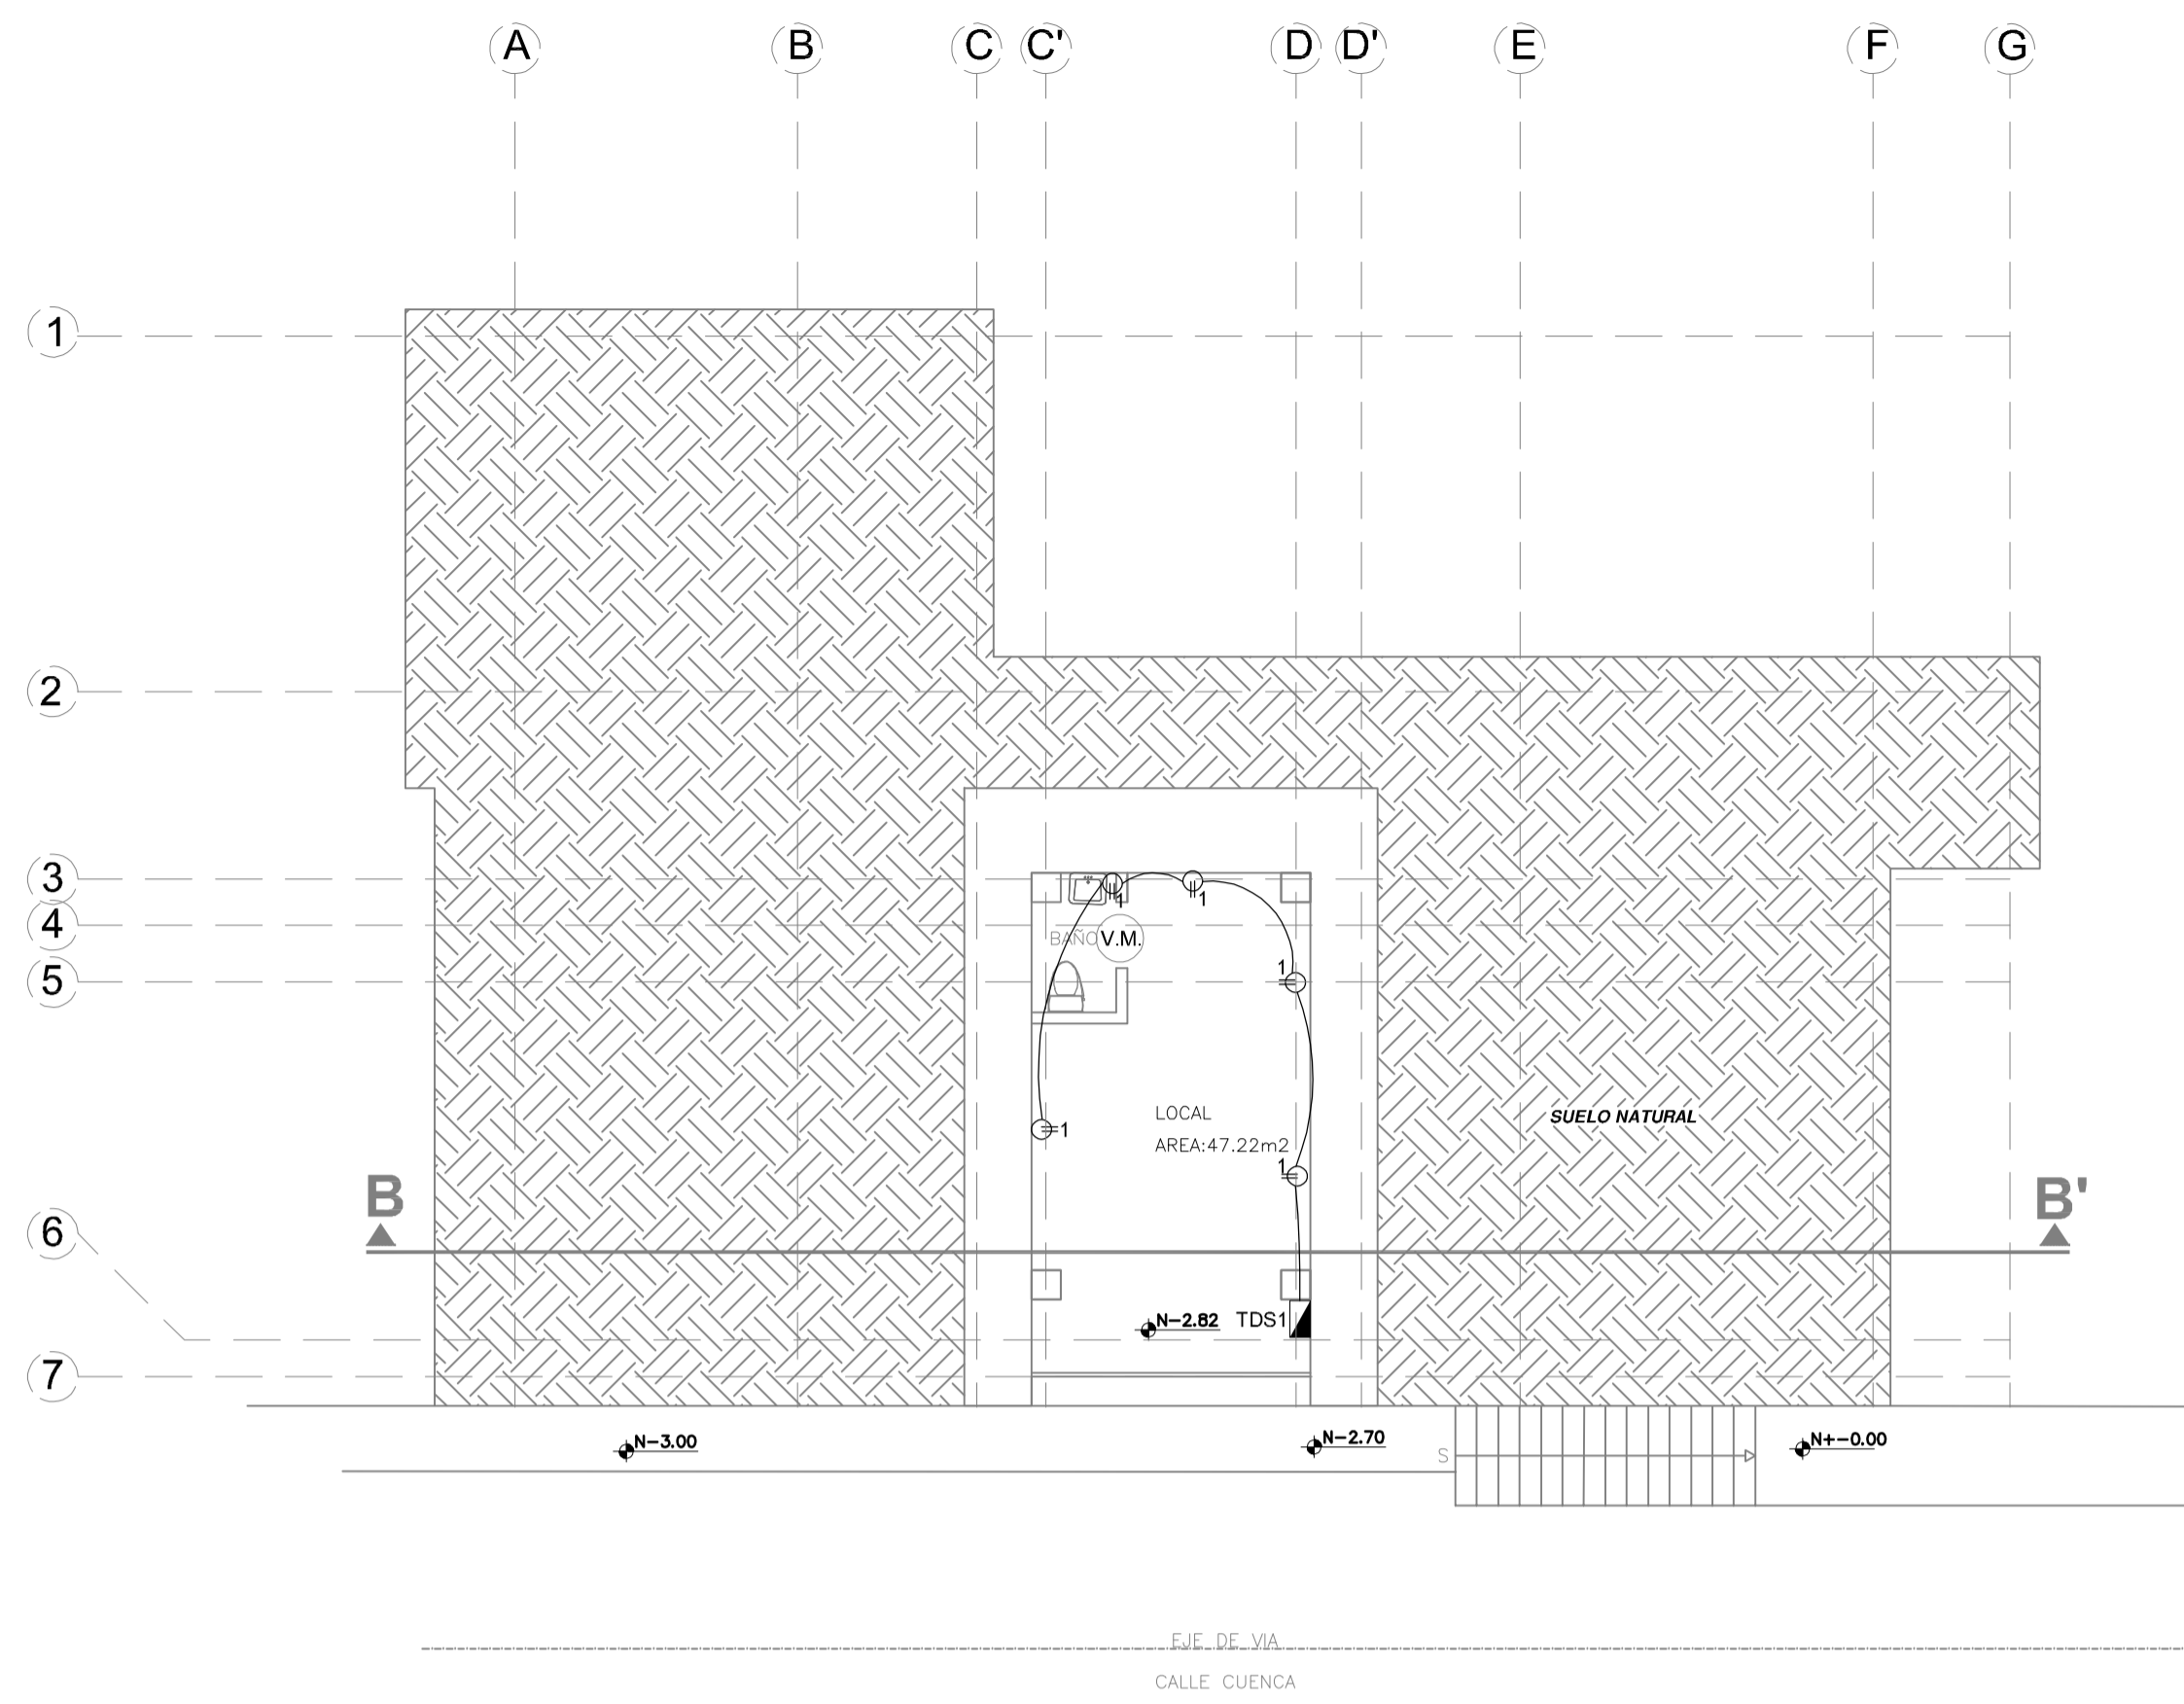 A B C C' D D' E F G
1
2
3
1 1
4
BAÑO V.M.
5
1
LOCAL
SUELO NATURAL
1
AREA:47.22m2
1
B B'
6
N-2.82 TDS1
7
N-3.00 N-2.70 N+-0.00
S
EJE DE VIA
CALLE CUENCA